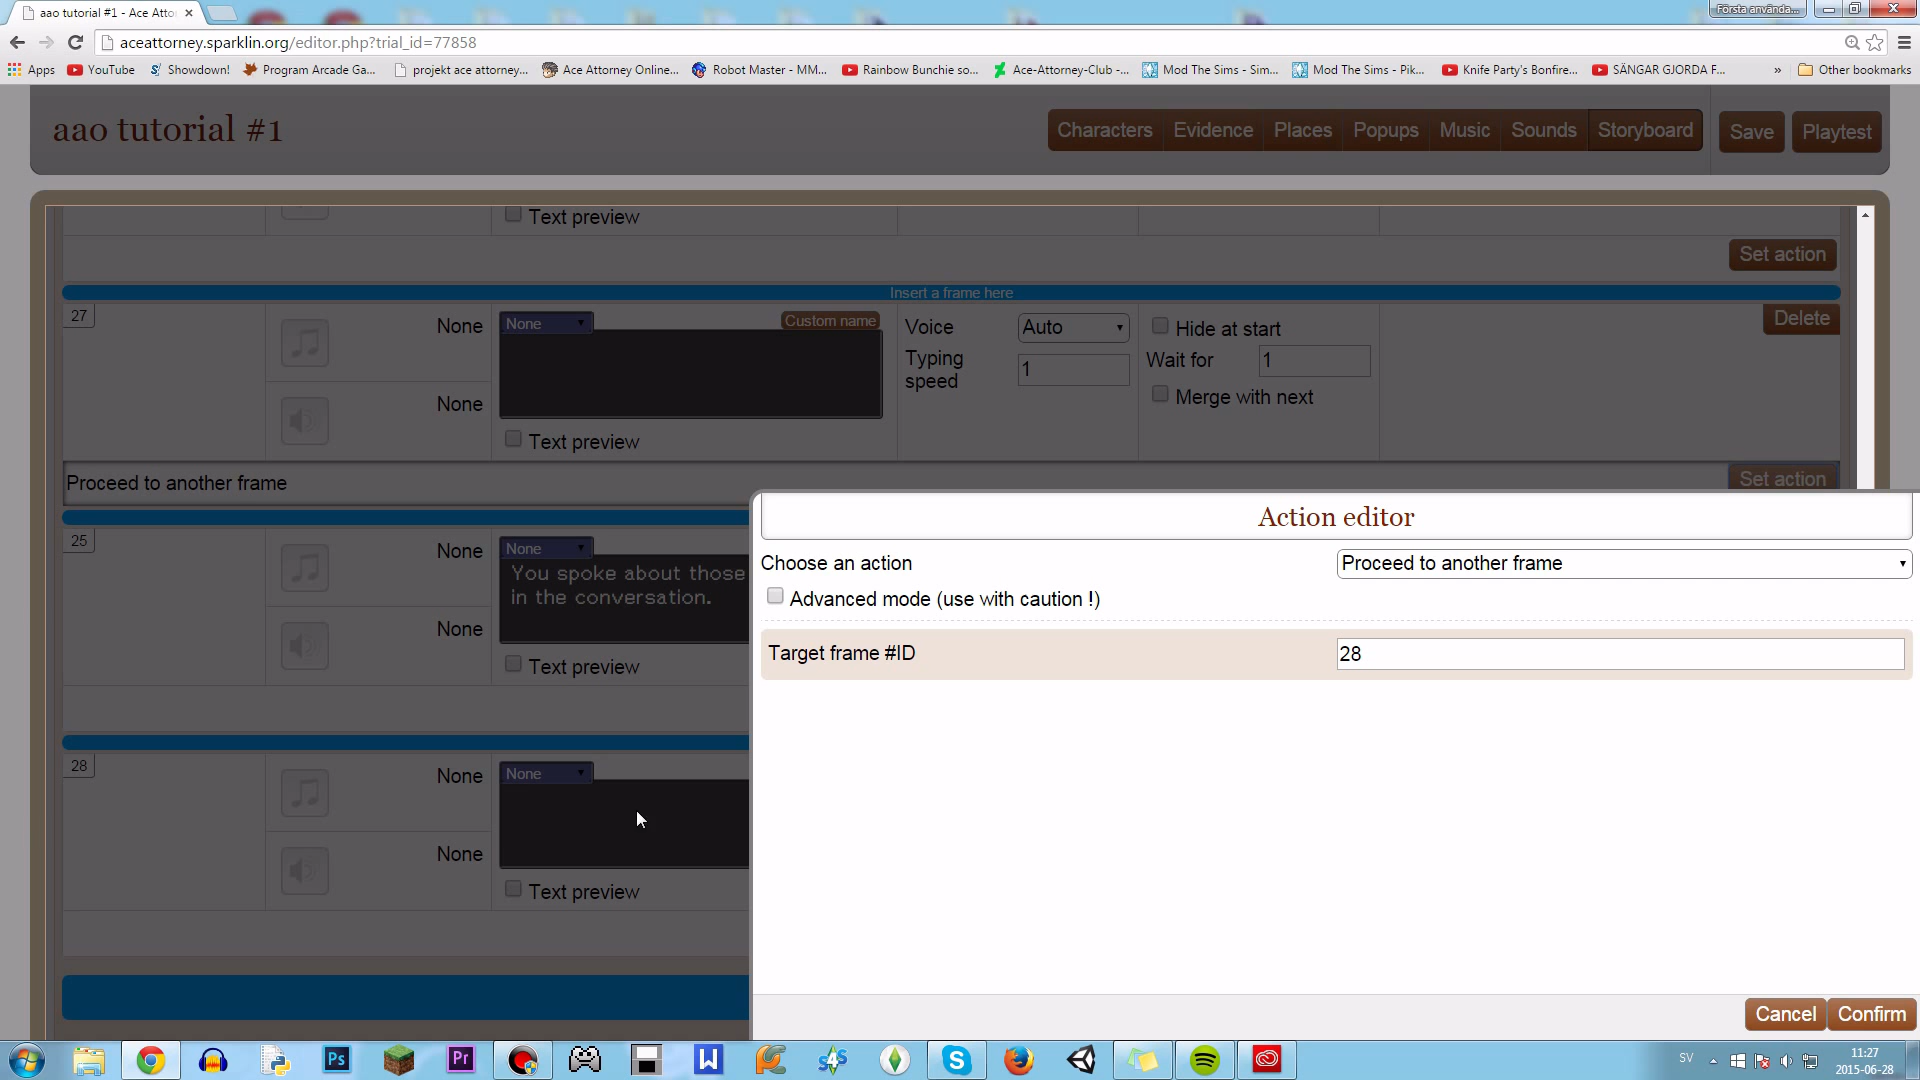 aao tutorial #1 - Ace Atto
Första använda...
aceattorney.sparklin.org/editor.php?trial_id=77858
Apps YouTube Showdown! Program Arcade Ga... projekt ace attorney... Ace Attorney Online... Robot Master - MM... Rainbow Bunchie so... Ace-Attorney-Club -... Mod The Sims - Sim... Mod The Sims - Pik... Knife Party's Bonfire... SÄNGAR GJORDA F... » Other bookmarks
aao tutorial #1
Characters Evidence Places Popups Music Sounds Storyboard Save Playtest
Text preview
Set action
Insert a frame here
27 None None Custom name Voice Auto Hide at start Delete
Typing speed 1 Wait for 1
None Merge with next
Text preview
Proceed to another frame Set action
25 None None
You spoke about those
in the conversation.
None
Text preview
28 None None
None
Text preview
Action editor
Choose an action Proceed to another frame
Advanced mode (use with caution !)
Target frame #ID 28
Cancel Confirm
Ps Pr W S4S
SV 11:27
2015-06-28